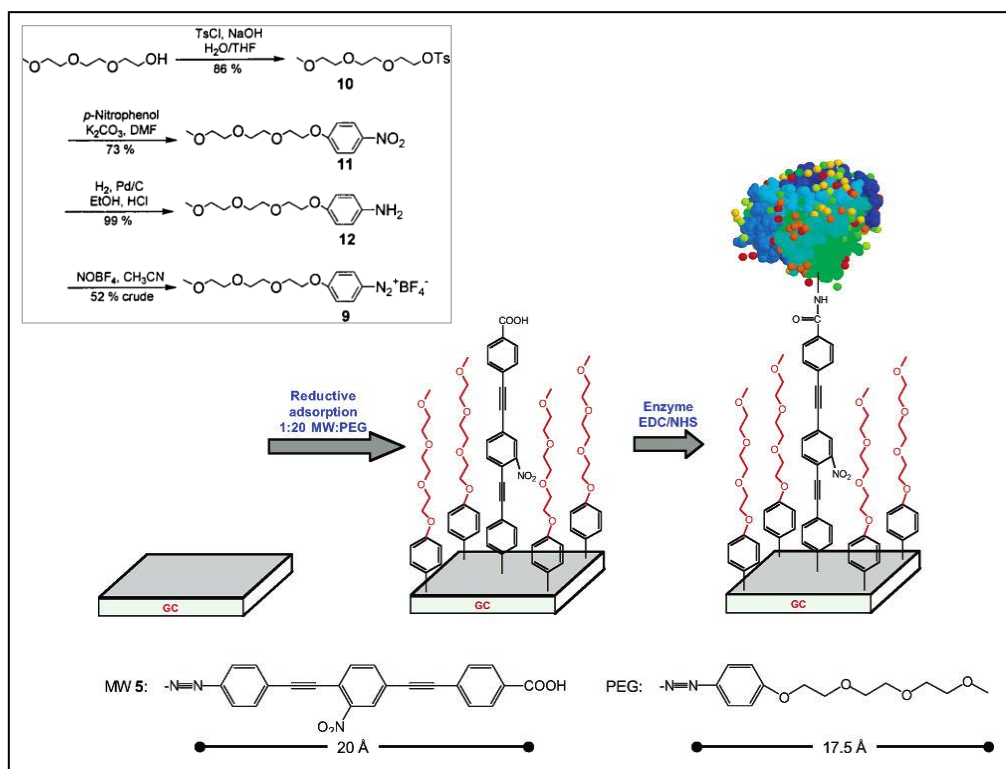 TsCl, NaOH
H₂O/THF
86 %
O O O OH
O O O OTs
10
p-Nitrophenol
K₂CO₃, DMF
73 %
O O O O NO₂
11
H₂, Pd/C
EtOH, HCl
99 %
O O O O NH₂
12
NOBF₄, CH₃CN
52 % crude
O O O O N₂⁺BF₄⁻
9
Reductive
adsorption
1:20 MW:PEG
COOH
NO₂
O O O O
O O O O
O O O O
O O O O
GC
GC
Enzyme
EDC/NHS
NH
O C
NO₂
O O O O
O O O O
O O O O
O O O O
GC
MW 5: -N≡N COOH
O₂N
20 Å
PEG: -N≡N O O O O
17.5 Å